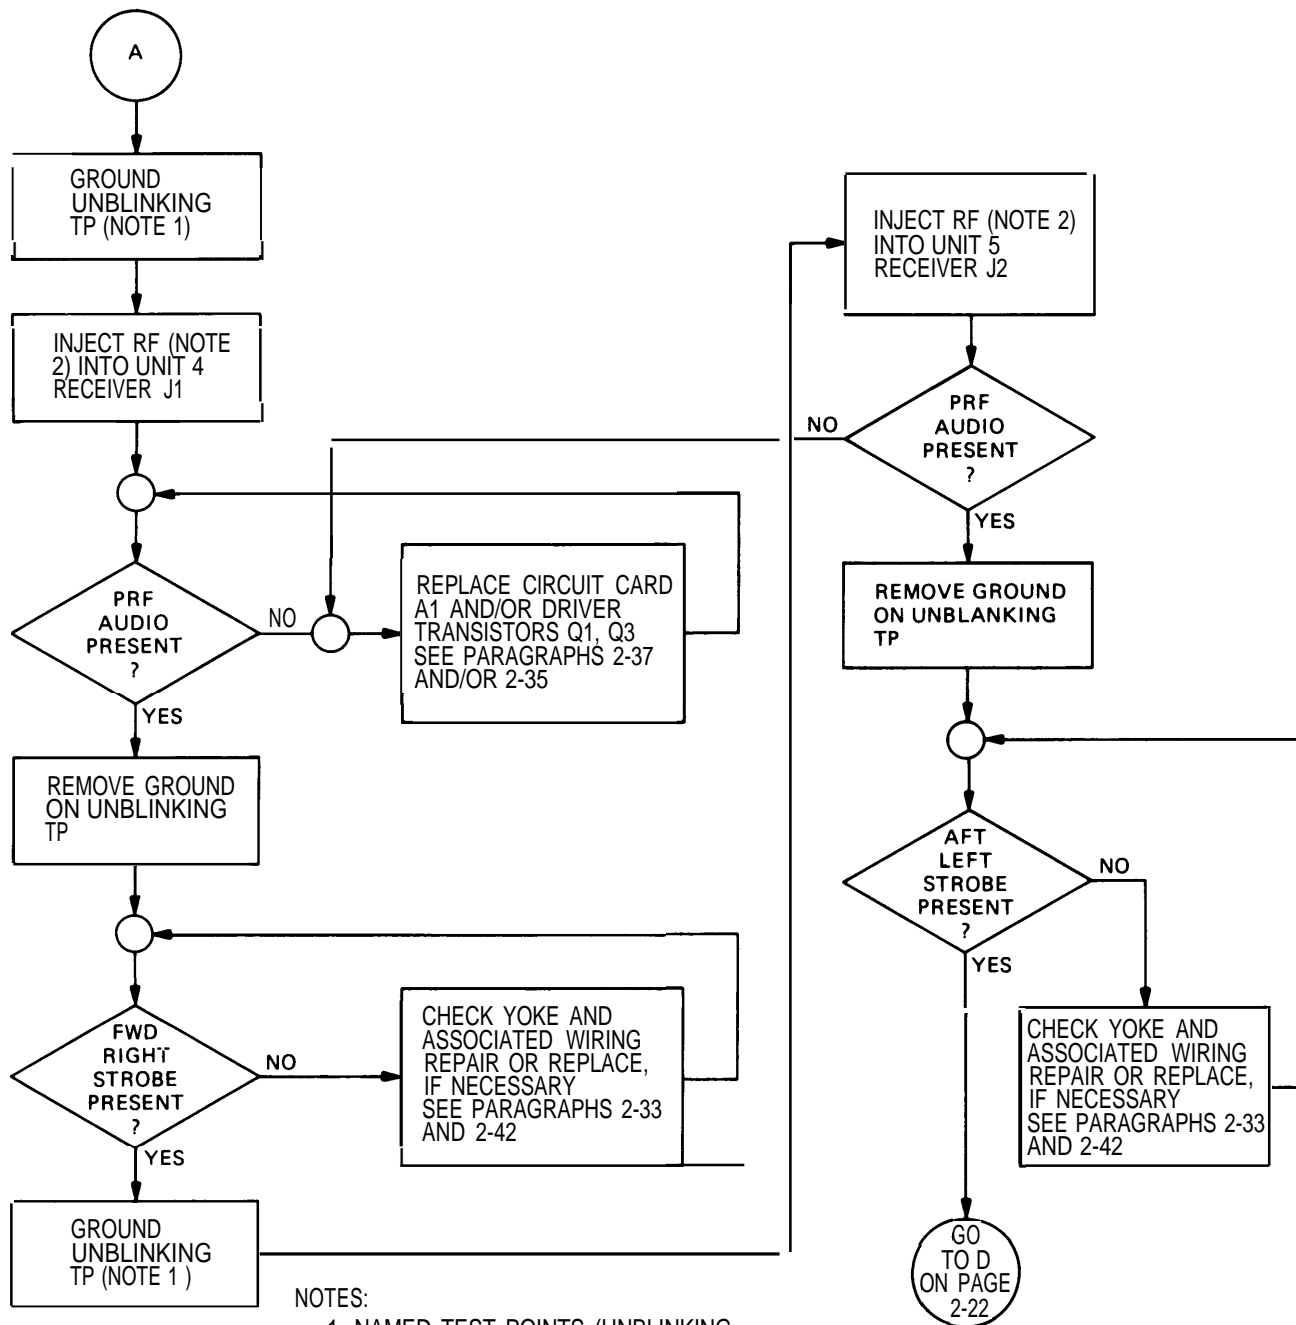 A
GROUND
UNBLINKING
TP (NOTE 1)
INJECT RF (NOTE
2) INTO UNIT 4
RECEIVER J1
PRF
AUDIO
PRESENT
?
NO
YES
REPLACE CIRCUIT CARD
A1 AND/OR DRIVER
TRANSISTORS Q1, Q3
SEE PARAGRAPHS 2-37
AND/OR 2-35
REMOVE GROUND
ON UNBLINKING
TP
FWD
RIGHT
STROBE
PRESENT
?
NO
YES
CHECK YOKE AND
ASSOCIATED WIRING
REPAIR OR REPLACE,
IF NECESSARY
SEE PARAGRAPHS 2-33
AND 2-42
GROUND
UNBLINKING
TP (NOTE 1 )
NOTES:
1. NAMED TEST POINTS (UNBLINKING
INJECT RF (NOTE 2)
INTO UNIT 5
RECEIVER J2
PRF
AUDIO
PRESENT
?
NO
YES
REMOVE GROUND
ON UNBLANKING
TP
AFT
LEFT
STROBE
PRESENT
?
NO
YES
CHECK YOKE AND
ASSOCIATED WIRING
REPAIR OR REPLACE,
IF NECESSARY
SEE PARAGRAPHS 2-33
AND 2-42
GO
TO D
ON PAGE
2-22